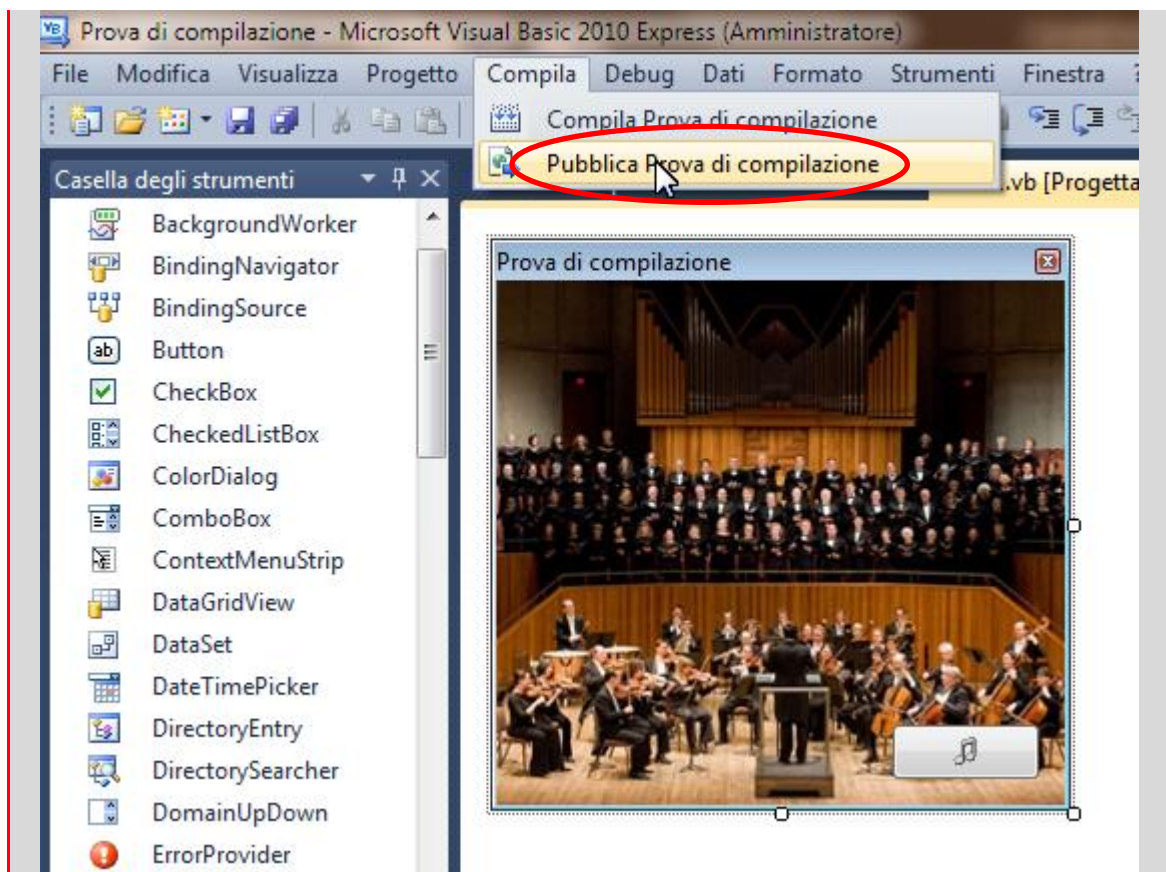 Prova di compilazione - Microsoft Visual Basic 2010 Express (Amministratore)
File Modifica Visualizza Progetto Compila Debug Dati Formato Strumenti Finestra ?
Compila Prova di compilazione
Pubblica Prova di compilazione
Casella degli strumenti
.vb [Progetta
BackgroundWorker
Prova di compilazione
BindingNavigator
BindingSource
ab Button
CheckBox
CheckedListBox
ColorDialog
ComboBox
ContextMenuStrip
DataGridView
DataSet
DateTimePicker
DirectoryEntry
DirectorySearcher
DomainUpDown
ErrorProvider